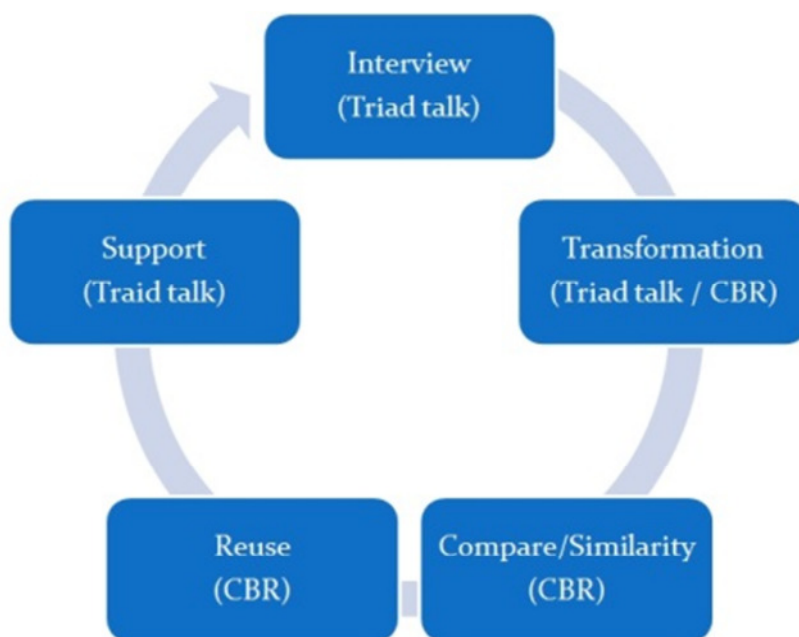 Interview
(Triad talk)
Transformation
(Triad talk / CBR)
Compare/Similarity
(CBR)
Reuse
(CBR)
Support
(Traid talk)